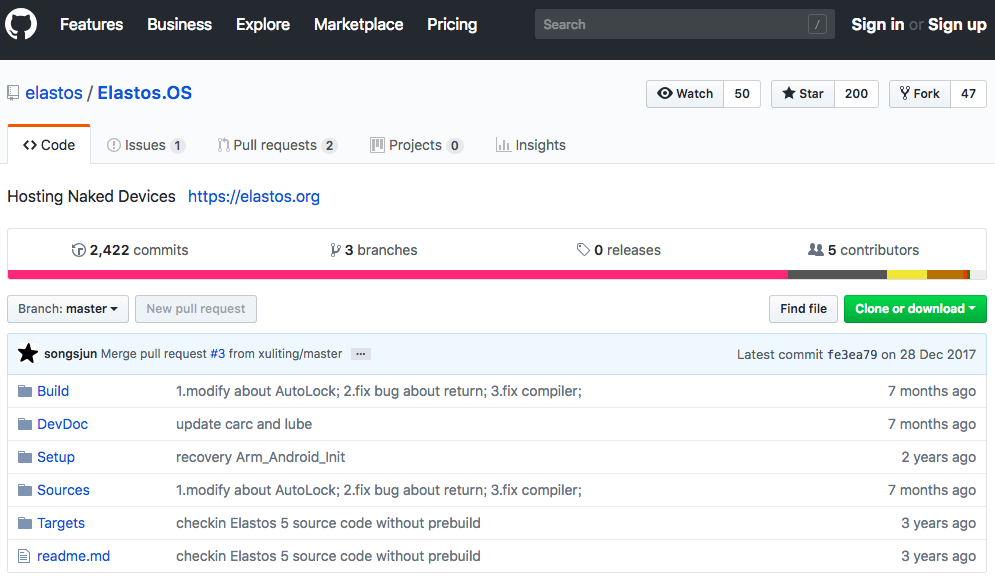 Features Business Explore Marketplace Pricing Search / Sign in or Sign up
elastos / Elastos.OS Watch 50 Star 200 Fork 47
Code Issues 1 Pull requests 2 Projects 0 Insights
Hosting Naked Devices https://elastos.org
2,422 commits 3 branches 0 releases 5 contributors
Branch: master New pull request Find file Clone or download
songsjun Merge pull request #3 from xuliting/master ... Latest commit fe3ea79 on 28 Dec 2017
Build 1.modify about AutoLock; 2.fix bug about return; 3.fix compiler; 7 months ago
DevDoc update carc and lube 7 months ago
Setup recovery Arm_Android_Init 2 years ago
Sources 1.modify about AutoLock; 2.fix bug about return; 3.fix compiler; 7 months ago
Targets checkin Elastos 5 source code without prebuild 3 years ago
readme.md checkin Elastos 5 source code without prebuild 3 years ago